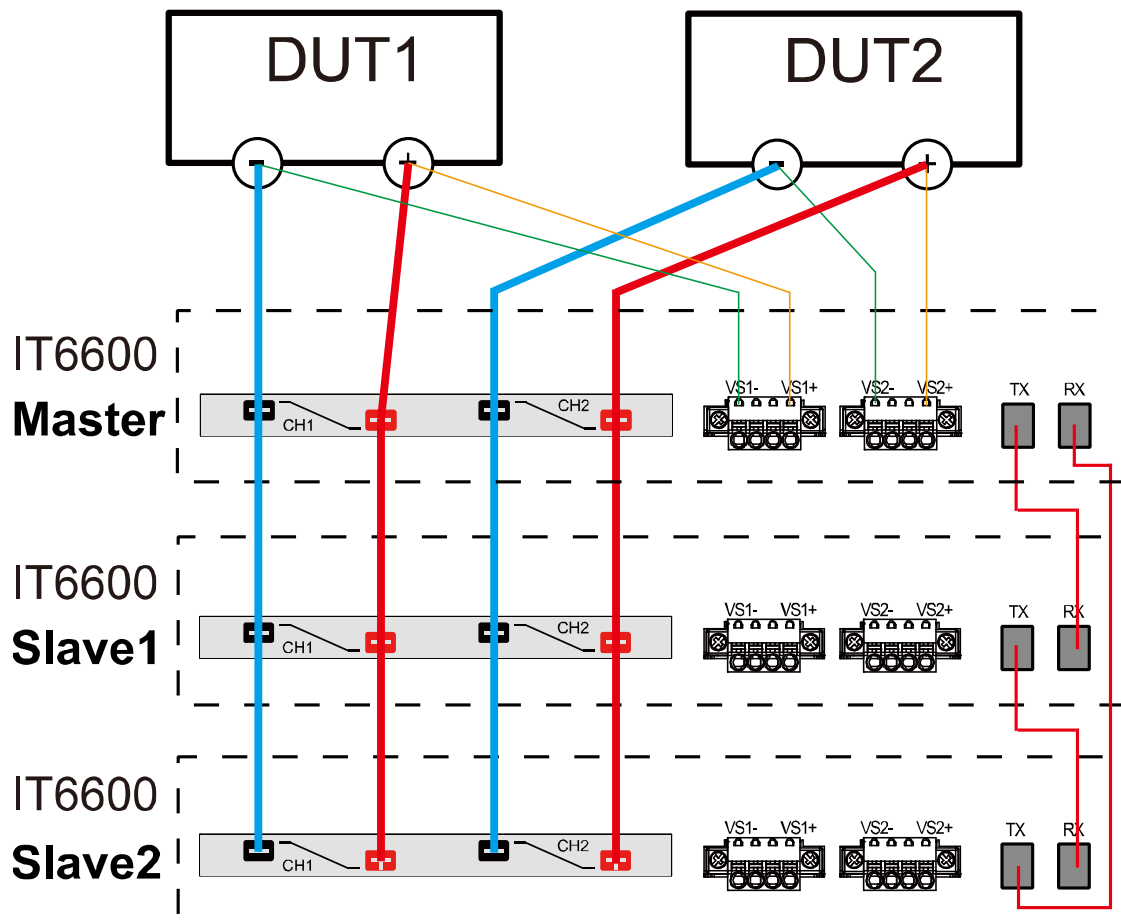 DUT1
DUT2
- + - +
IT6600
Master
CH1 CH2 VS1- VS1+ VS2- VS2+ TX RX
IT6600
Slave1
CH1 CH2 VS1- VS1+ VS2- VS2+ TX RX
IT6600
Slave2
CH1 CH2 VS1- VS1+ VS2- VS2+ TX RX